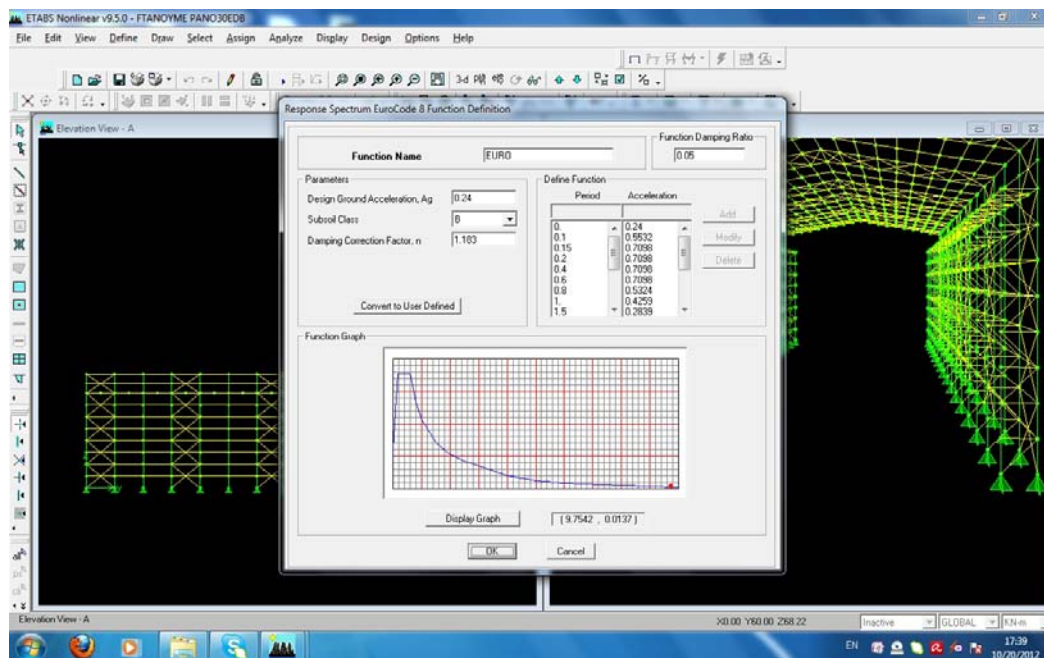 ETABS Nonlinear v9.5.0 - FTANOYME PANO30EDB
File Edit View Define Draw Select Assign Analyze Display Design Options Help
3-d
Elevation View - A
Response Spectrum EuroCode 8 Function Definition
Function Name EURO
Function Damping Ratio
0.05
Parameters
Design Ground Acceleration, Ag 0.24
Subsoil Class B
Damping Correction Factor, n 1.183
Convert to User Defined
Define Function
Period Acceleration
0. 0.24
0.1 0.5532
0.15 0.7098
0.2 0.7098
0.4 0.7098
0.6 0.7098
0.8 0.5324
1. 0.4259
1.5 0.2839
Add
Modify
Delete
Function Graph
Display Graph (9.7542 , 0.0137)
OK Cancel
Elevation View - A X0.00 Y60.00 Z68.22 Inactive GLOBAL KN-m
EN 17:39
10/20/2012